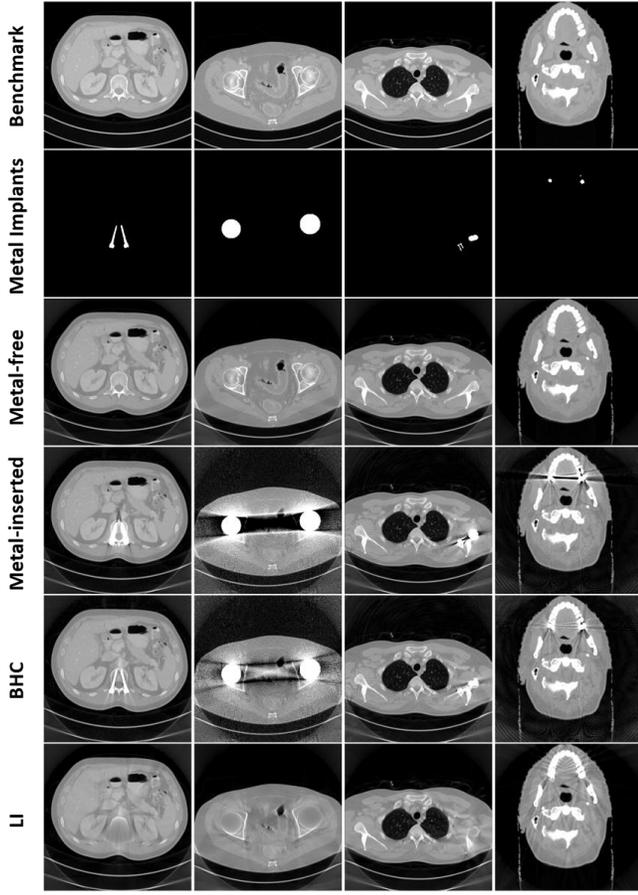 Benchmark
Metal Implants
Metal-free
Metal-inserted
BHC
LI